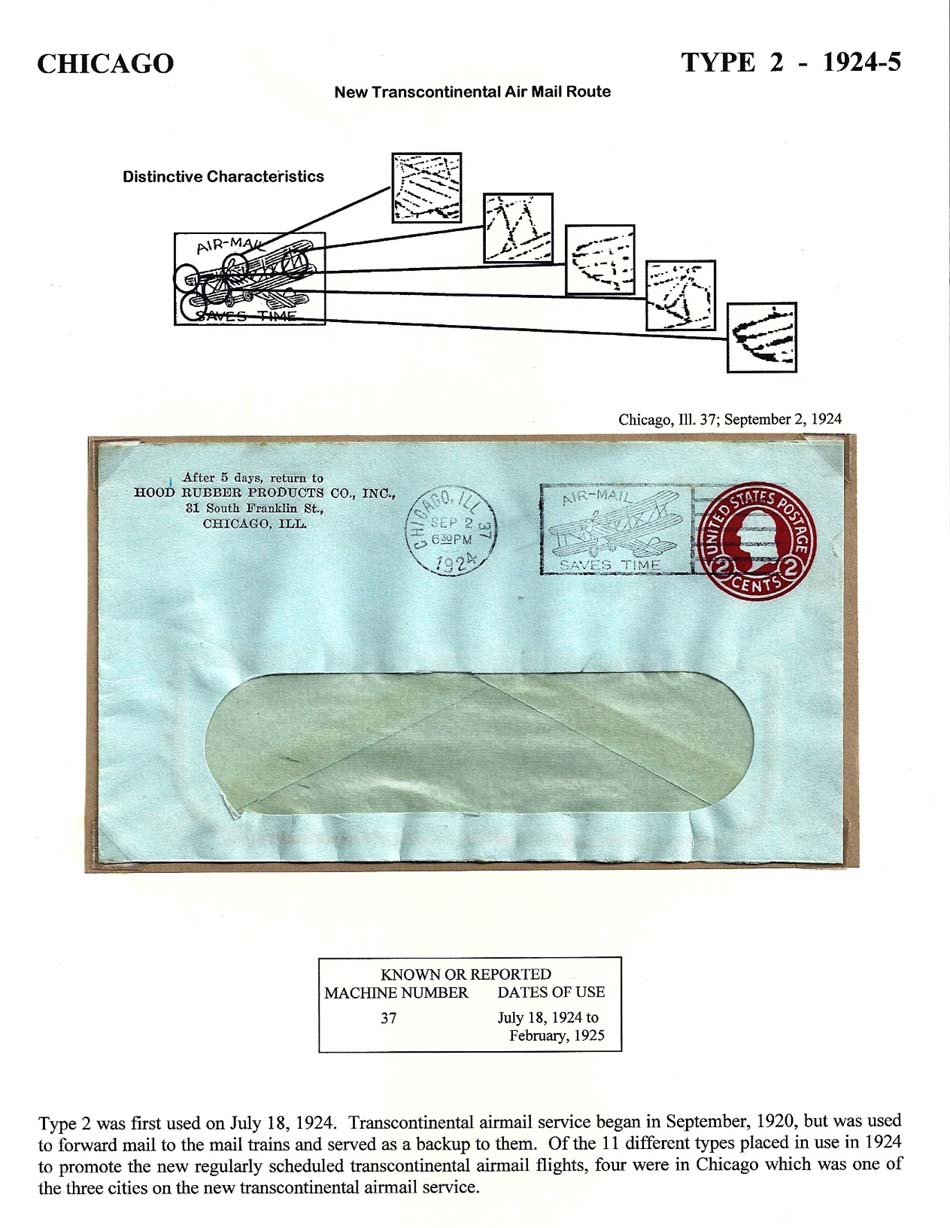 CHICAGO
TYPE 2 - 1924-5
New Transcontinental Air Mail Route
Distinctive Characteristics
AIR-MAIL
SAVES TIME
Chicago, Ill. 37; September 2, 1924
After 5 days, return to
HOOD RUBBER PRODUCTS CO., INC.,
31 South Franklin St.,
CHICAGO, ILL.
CHICAGO, ILL 37
SEP 2
6 30 PM
1924
AIR-MAIL
SAVES TIME
UNITED STATES POSTAGE
2 2
CENTS
KNOWN OR REPORTED
MACHINE NUMBER DATES OF USE
37 July 18, 1924 to
February, 1925
Type 2 was first used on July 18, 1924. Transcontinental airmail service began in September, 1920, but was used
to forward mail to the mail trains and served as a backup to them. Of the 11 different types placed in use in 1924
to promote the new regularly scheduled transcontinental airmail flights, four were in Chicago which was one of
the three cities on the new transcontinental airmail service.